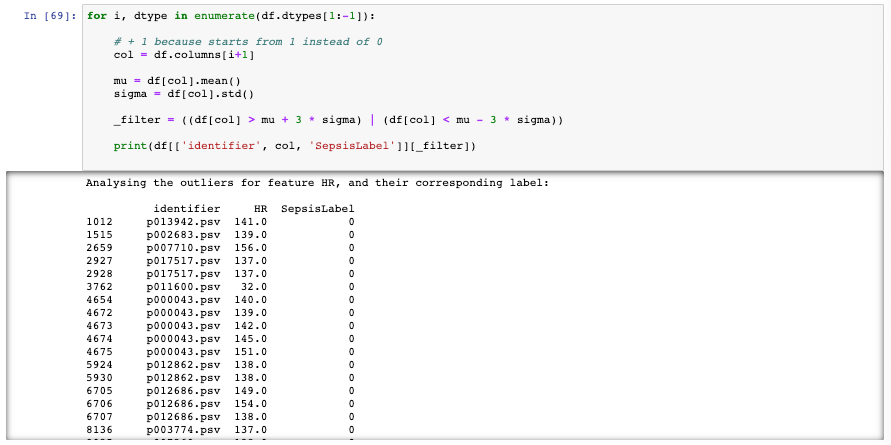 In [69]: for i, dtype in enumerate(df.dtypes[1:-1]):
# + 1 because starts from 1 instead of 0
col = df.columns[i+1]
mu = df[col].mean()
sigma = df[col].std()
_filter = ((df[col] > mu + 3 * sigma) | (df[col] < mu - 3 * sigma))
print(df[['identifier', col, 'SepsisLabel']][_filter])
Analysing the outliers for feature HR, and their corresponding label:
identifier HR SepsisLabel
1012 p013942.psv 141.0 0
1515 p002683.psv 139.0 0
2659 p007710.psv 156.0 0
2927 p017517.psv 137.0 0
2928 p017517.psv 137.0 0
3762 p011600.psv 32.0 0
4654 p000043.psv 140.0 0
4672 p000043.psv 139.0 0
4673 p000043.psv 142.0 0
4674 p000043.psv 145.0 0
4675 p000043.psv 151.0 0
5924 p012862.psv 138.0 0
5930 p012862.psv 138.0 0
6705 p012686.psv 149.0 0
6706 p012686.psv 154.0 0
6707 p012686.psv 138.0 0
8136 p003774.psv 137.0 0